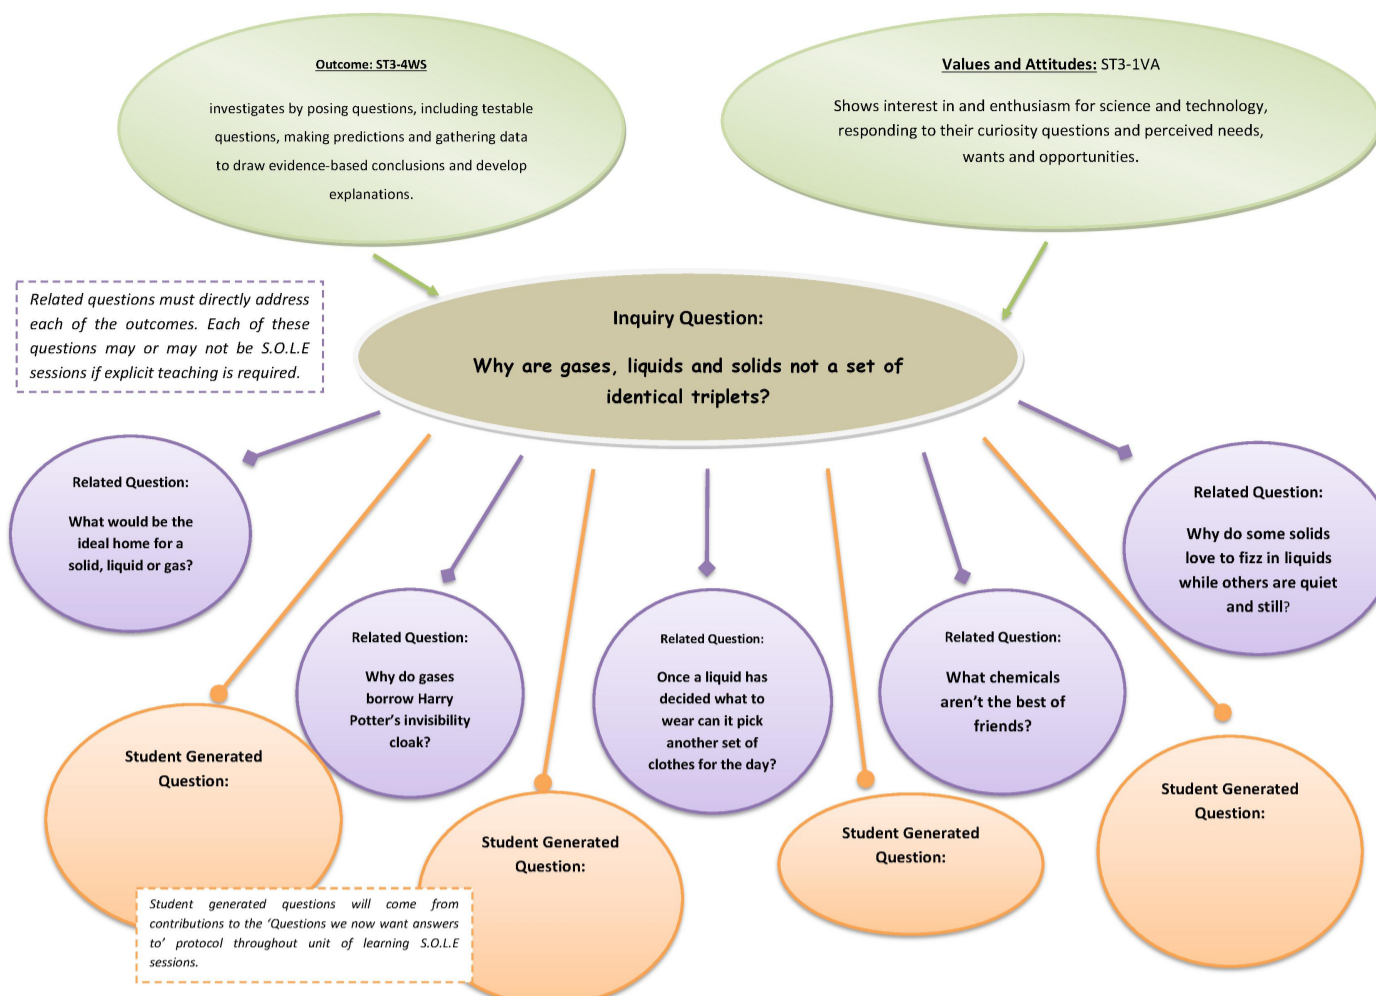 Outcome: ST3-4WS
investigates by posing questions, including testable
questions, making predictions and gathering data
to draw evidence-based conclusions and develop
explanations.
Values and Attitudes: ST3-1VA
Shows interest in and enthusiasm for science and technology,
responding to their curiosity questions and perceived needs,
wants and opportunities.
Related questions must directly address
each of the outcomes. Each of these
questions may or may not be S.O.L.E
sessions if explicit teaching is required.
Inquiry Question:
Why are gases, liquids and solids not a set of
identical triplets?
Related Question:
What would be the
ideal home for a
solid, liquid or gas?
Related Question:
Why do gases
borrow Harry
Potter’s invisibility
cloak?
Related Question:
Once a liquid has
decided what to
wear can it pick
another set of
clothes for the day?
Related Question:
What chemicals
aren’t the best of
friends?
Related Question:
Why do some solids
love to fizz in liquids
while others are quiet
and still?
Student Generated
Question:
Student Generated
Question:
Student Generated
Question:
Student Generated
Question:
Student generated questions will come from
contributions to the ‘Questions we now want answers
to’ protocol throughout unit of learning S.O.L.E
sessions.